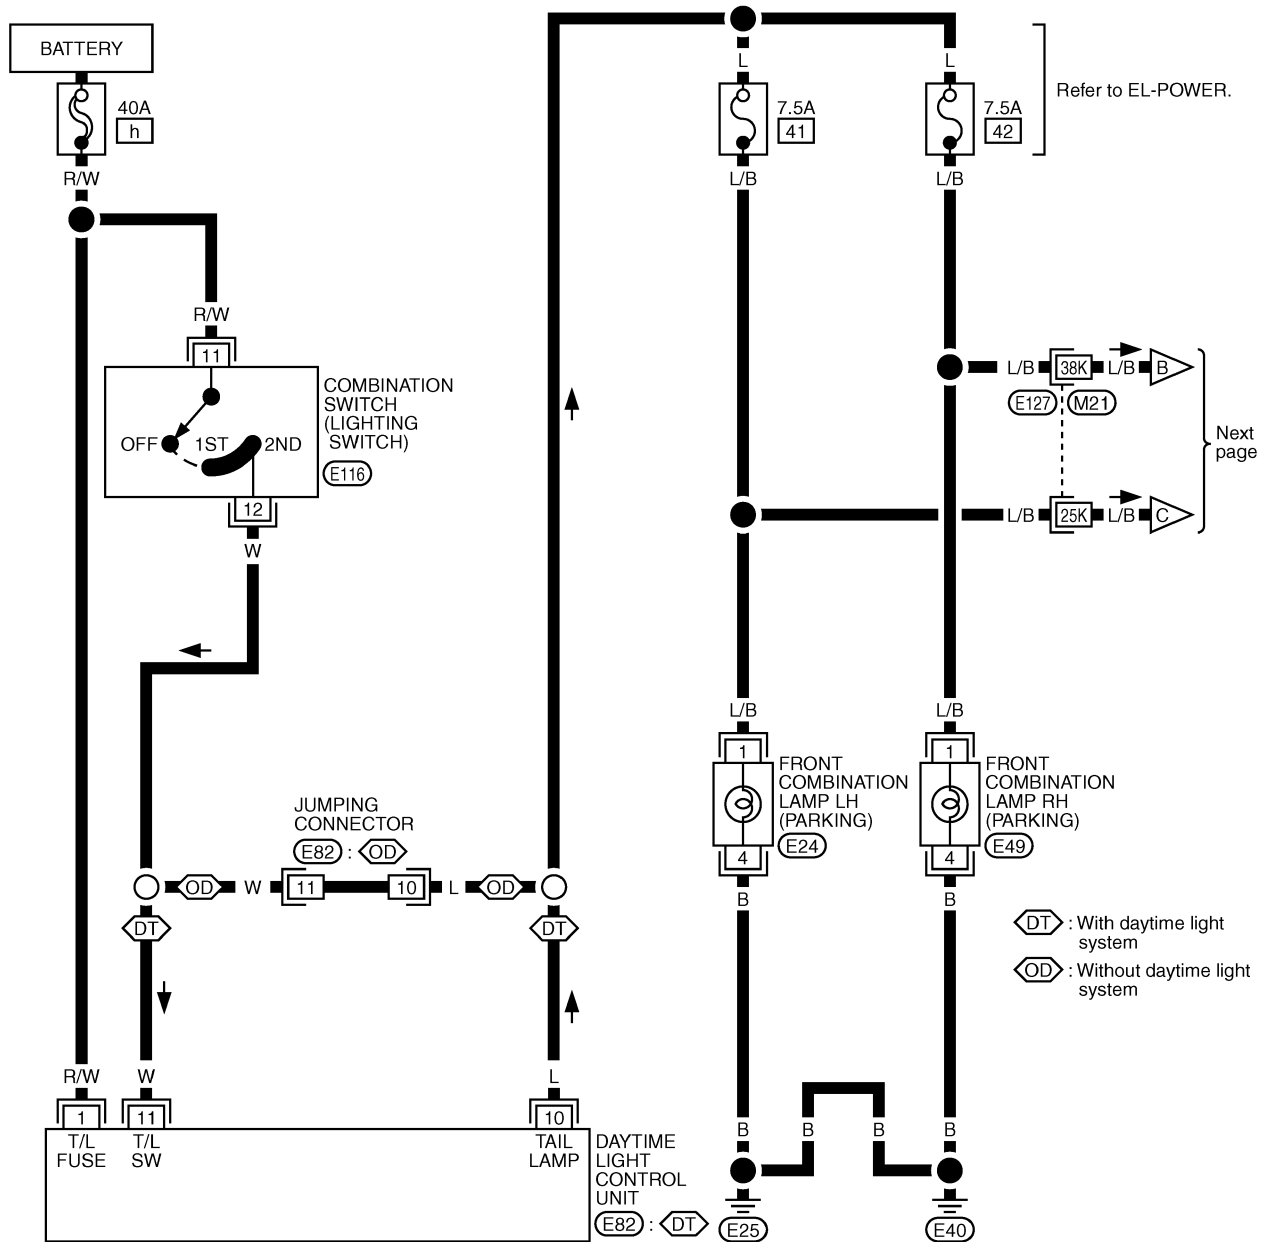 BATTERY
40A
h
R/W
R/W
11
COMBINATION
SWITCH
(LIGHTING
SWITCH)
E116
OFF
1ST
2ND
12
W
L
L
7.5A
41
7.5A
42
Refer to EL-POWER.
L/B
L/B
L/B
38K
L/B
B
E127
M21
Next
page
L/B
25K
L/B
C
L/B
L/B
1
1
FRONT
COMBINATION
LAMP LH
(PARKING)
E24
FRONT
COMBINATION
LAMP RH
(PARKING)
E49
4
4
B
B
JUMPING
CONNECTOR
E82 : OD
OD
W
11
10
L
OD
DT
DT
DT : With daytime light
system
OD : Without daytime light
system
R/W
W
L
1
11
10
T/L
FUSE
T/L
SW
TAIL
LAMP
DAYTIME
LIGHT
CONTROL
UNIT
E82 : DT
B
B
B
B
E25
E40